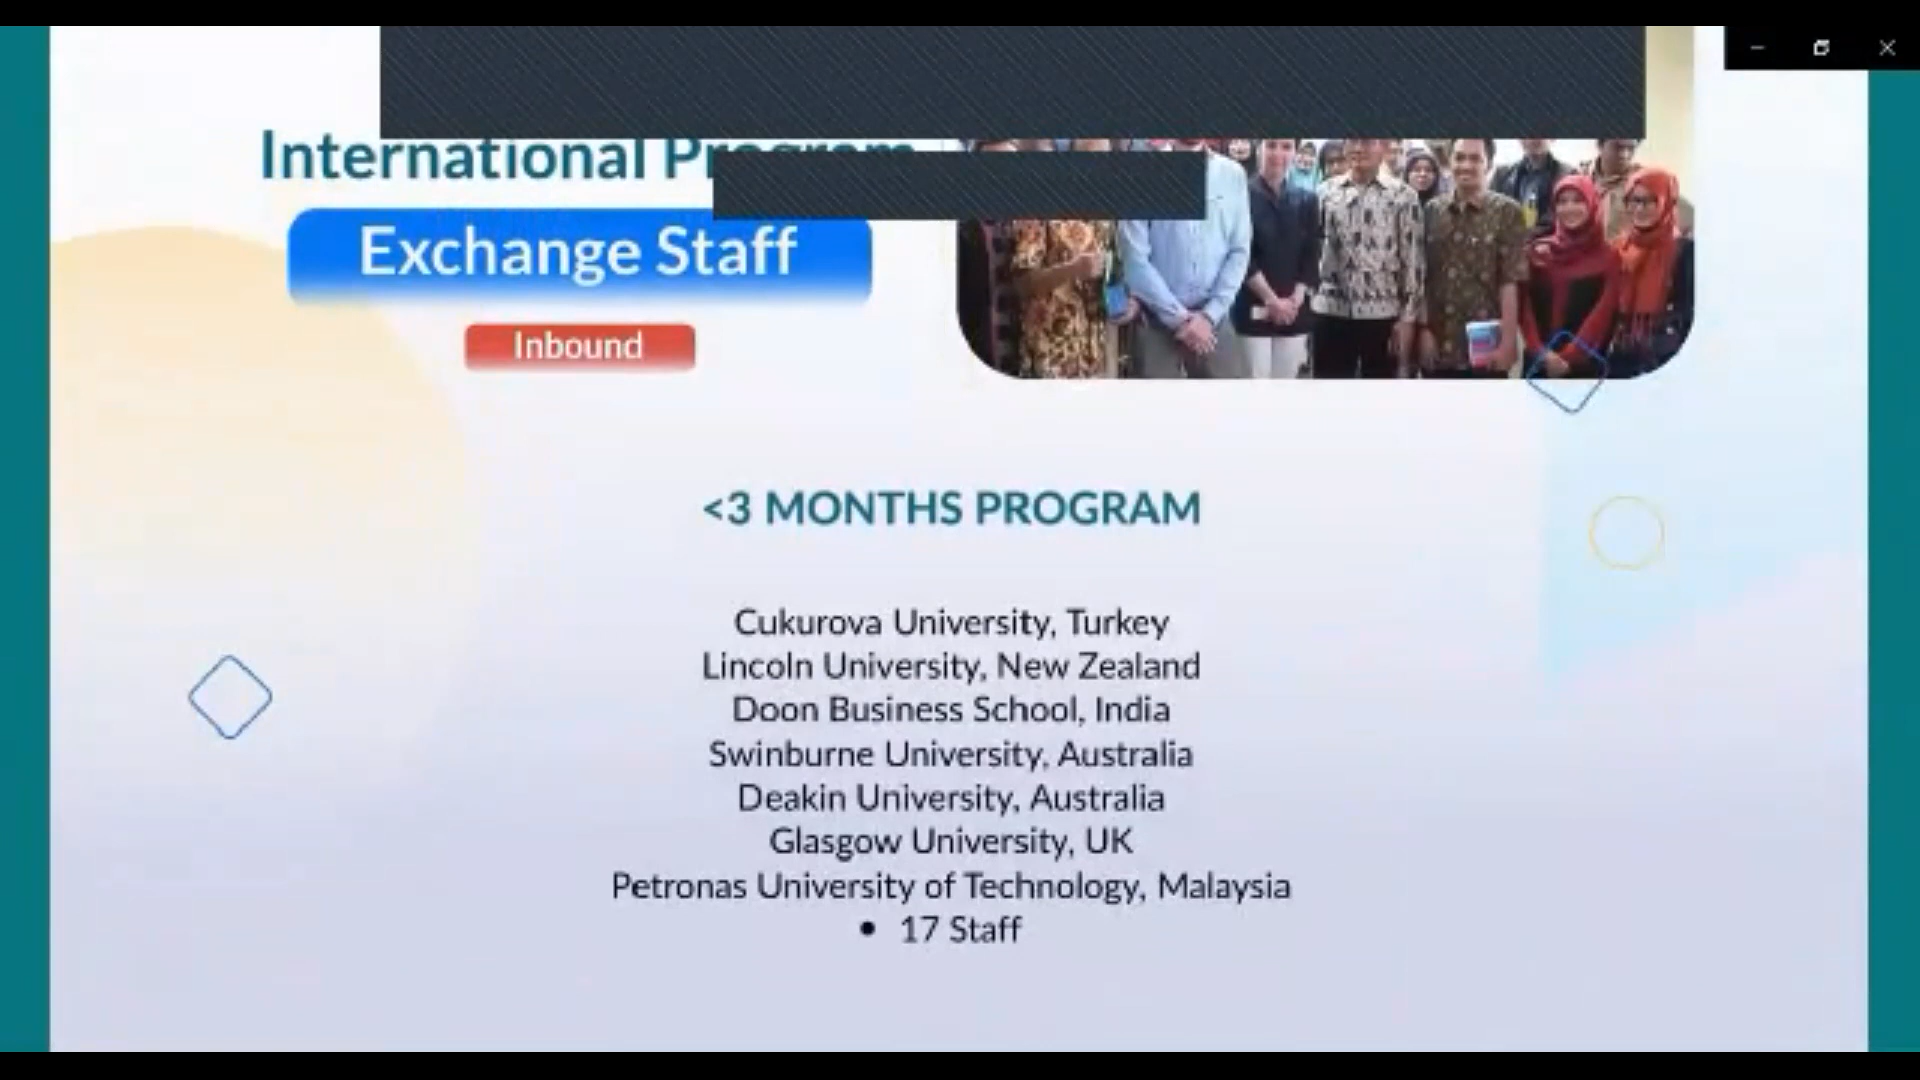 International Program
Exchange Staff
Inbound
<3 MONTHS PROGRAM
Cukurova University, Turkey
Lincoln University, New Zealand
Doon Business School, India
Swinburne University, Australia
Deakin University, Australia
Glasgow University, UK
Petronas University of Technology, Malaysia
• 17 Staff